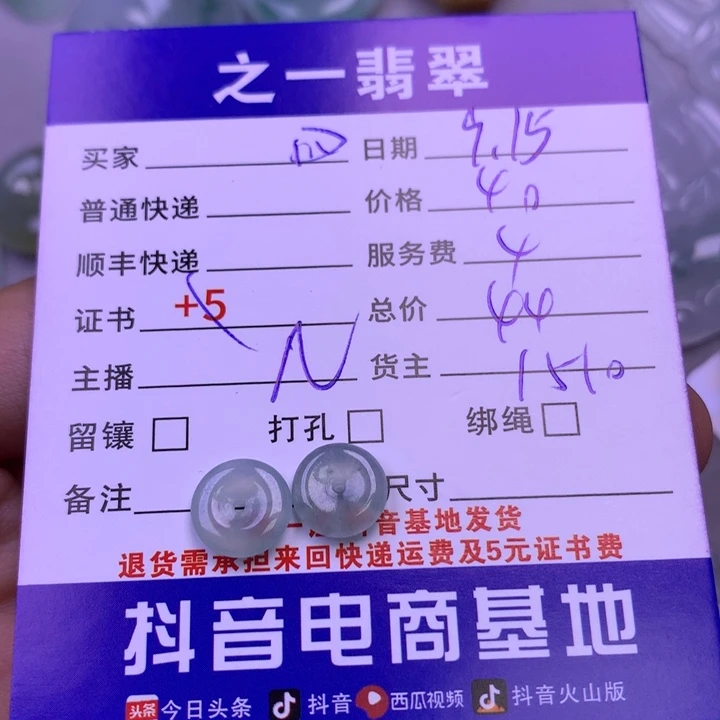 之一翡翠
买家 日期 9.15
普通快递 价格 40
顺丰快递 服务费 4
证书 +5 总价 44
主播 N 货主 1510
留镶 打孔 绑绳
备注 尺寸
音基地发货
退货需承担来回快递运费及5元证书费
抖音电商基地
头条 今日头条 抖音 西瓜视频 抖音火山版